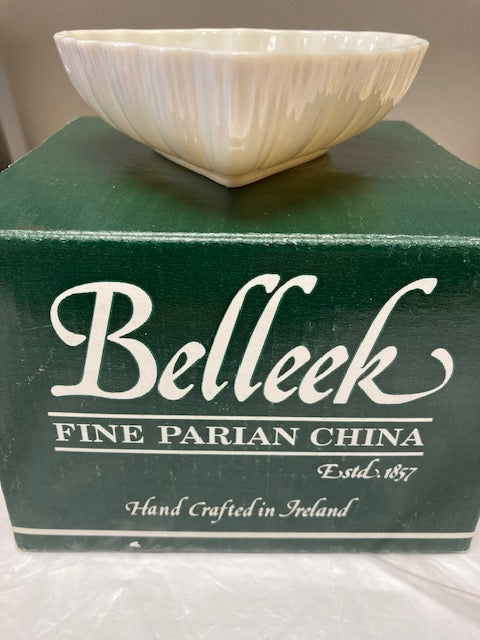 Belleek
FINE PARIAN CHINA
Estd. 1857
Hand Crafted in Ireland